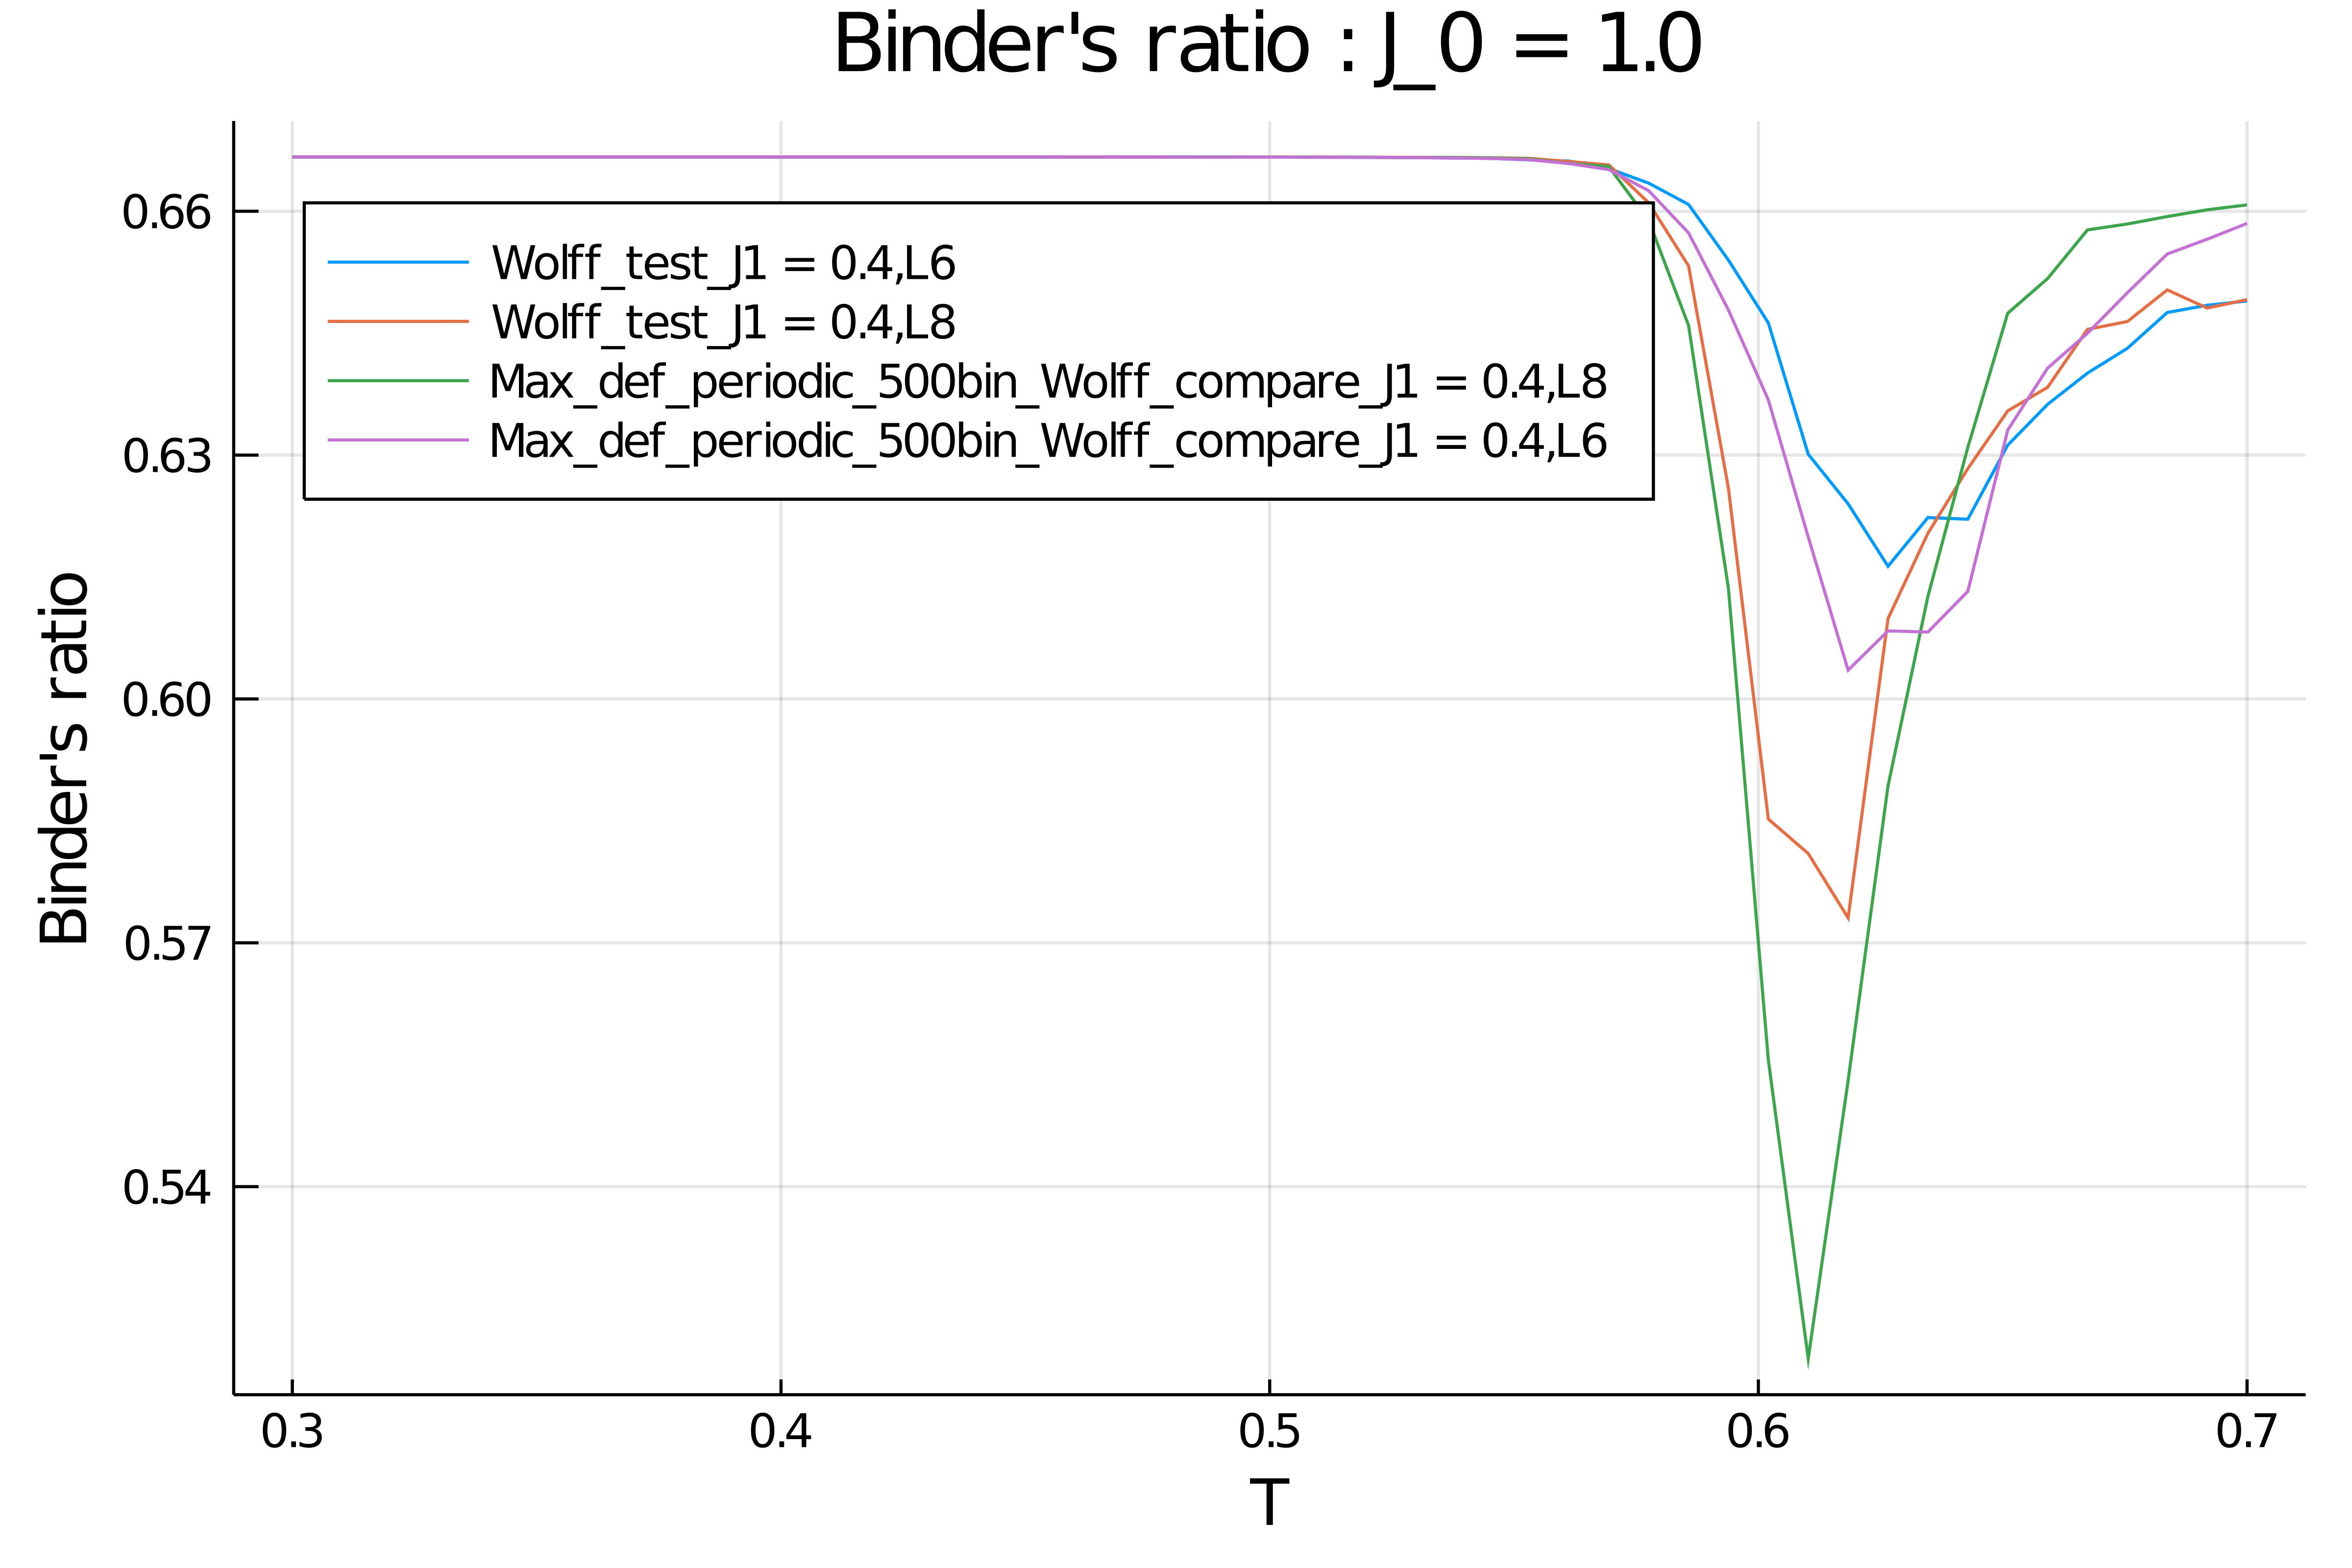 Binder's ratio : J_0 = 1.0
0.66
0.63
0.60
0.57
0.54
Binder's ratio
Wolff_test_J1 = 0.4,L6
Wolff_test_J1 = 0.4,L8
Max_def_periodic_500bin_Wolff_compare_J1 = 0.4,L8
Max_def_periodic_500bin_Wolff_compare_J1 = 0.4,L6
0.3 0.4 0.5 0.6 0.7
T